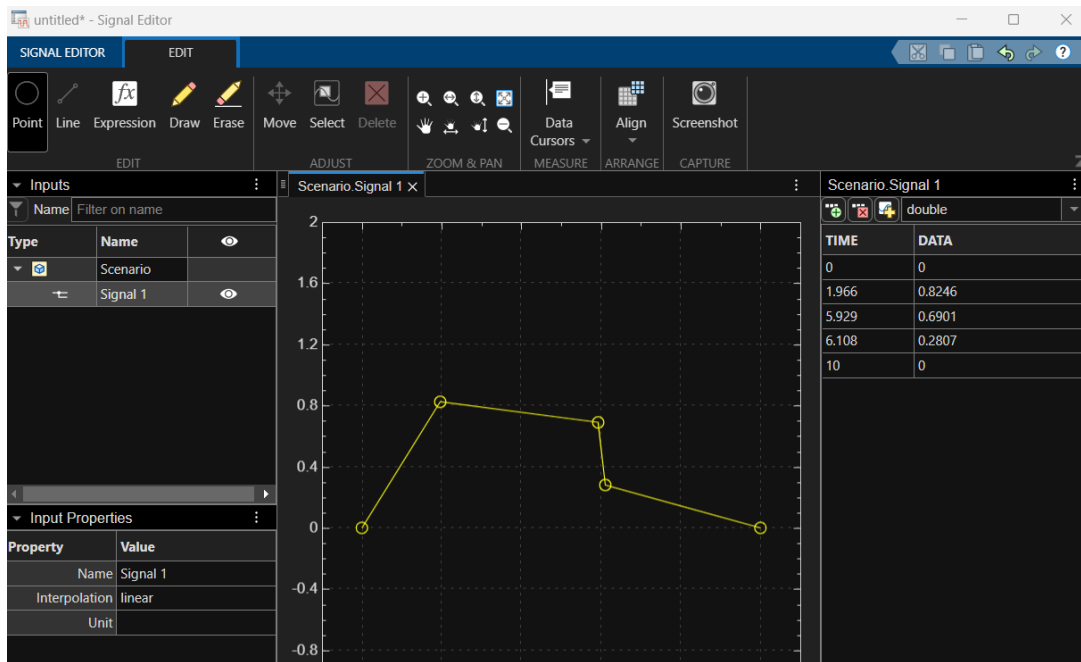 untitled* - Signal Editor
SIGNAL EDITOR EDIT
?
Point Line fx Expression Draw Erase Move Select Delete Data Cursors Align Screenshot
EDIT ADJUST ZOOM & PAN MEASURE ARRANGE CAPTURE
Inputs
Name Filter on name
Type Name
Scenario
Signal 1
Input Properties
Property Value
Name Signal 1
Interpolation linear
Unit
Scenario.Signal 1
2
1.6
1.2
0.8
0.4
0
-0.4
-0.8
Scenario.Signal 1
double
TIME DATA
0 0
1.966 0.8246
5.929 0.6901
6.108 0.2807
10 0